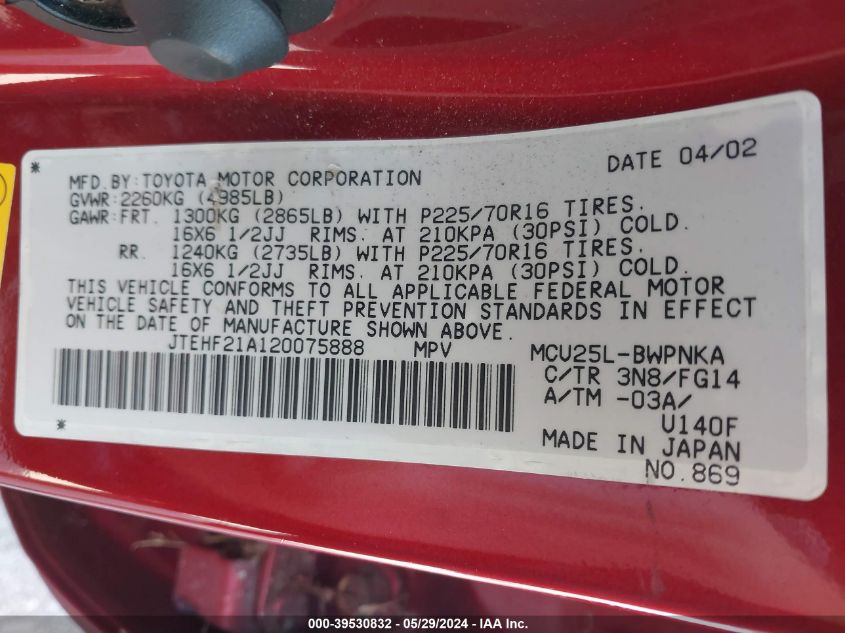 DATE 04/02
MFD.BY:TOYOTA MOTOR CORPORATION
GVWR:2260KG (4985LB)
GAWR:FRT. 1300KG (2865LB) WITH P225/70R16 TIRES.
16X6 1/2JJ RIMS. AT 210KPA (30PSI) COLD.
RR. 1240KG (2735LB) WITH P225/70R16 TIRES.
16X6 1/2JJ RIMS. AT 210KPA (30PSI) COLD.
THIS VEHICLE CONFORMS TO ALL APPLICABLE FEDERAL MOTOR
VEHICLE SAFETY AND THEFT PREVENTION STANDARDS IN EFFECT
ON THE DATE OF MANUFACTURE SHOWN ABOVE.
JTEHF21A120075888 MPV MCU25L-BWPNKA
C/TR 3N8/FG14
A/TM -03A/
U140F
MADE IN JAPAN
NO.869
000-39530832 - 05/29/2024 - IAA Inc.